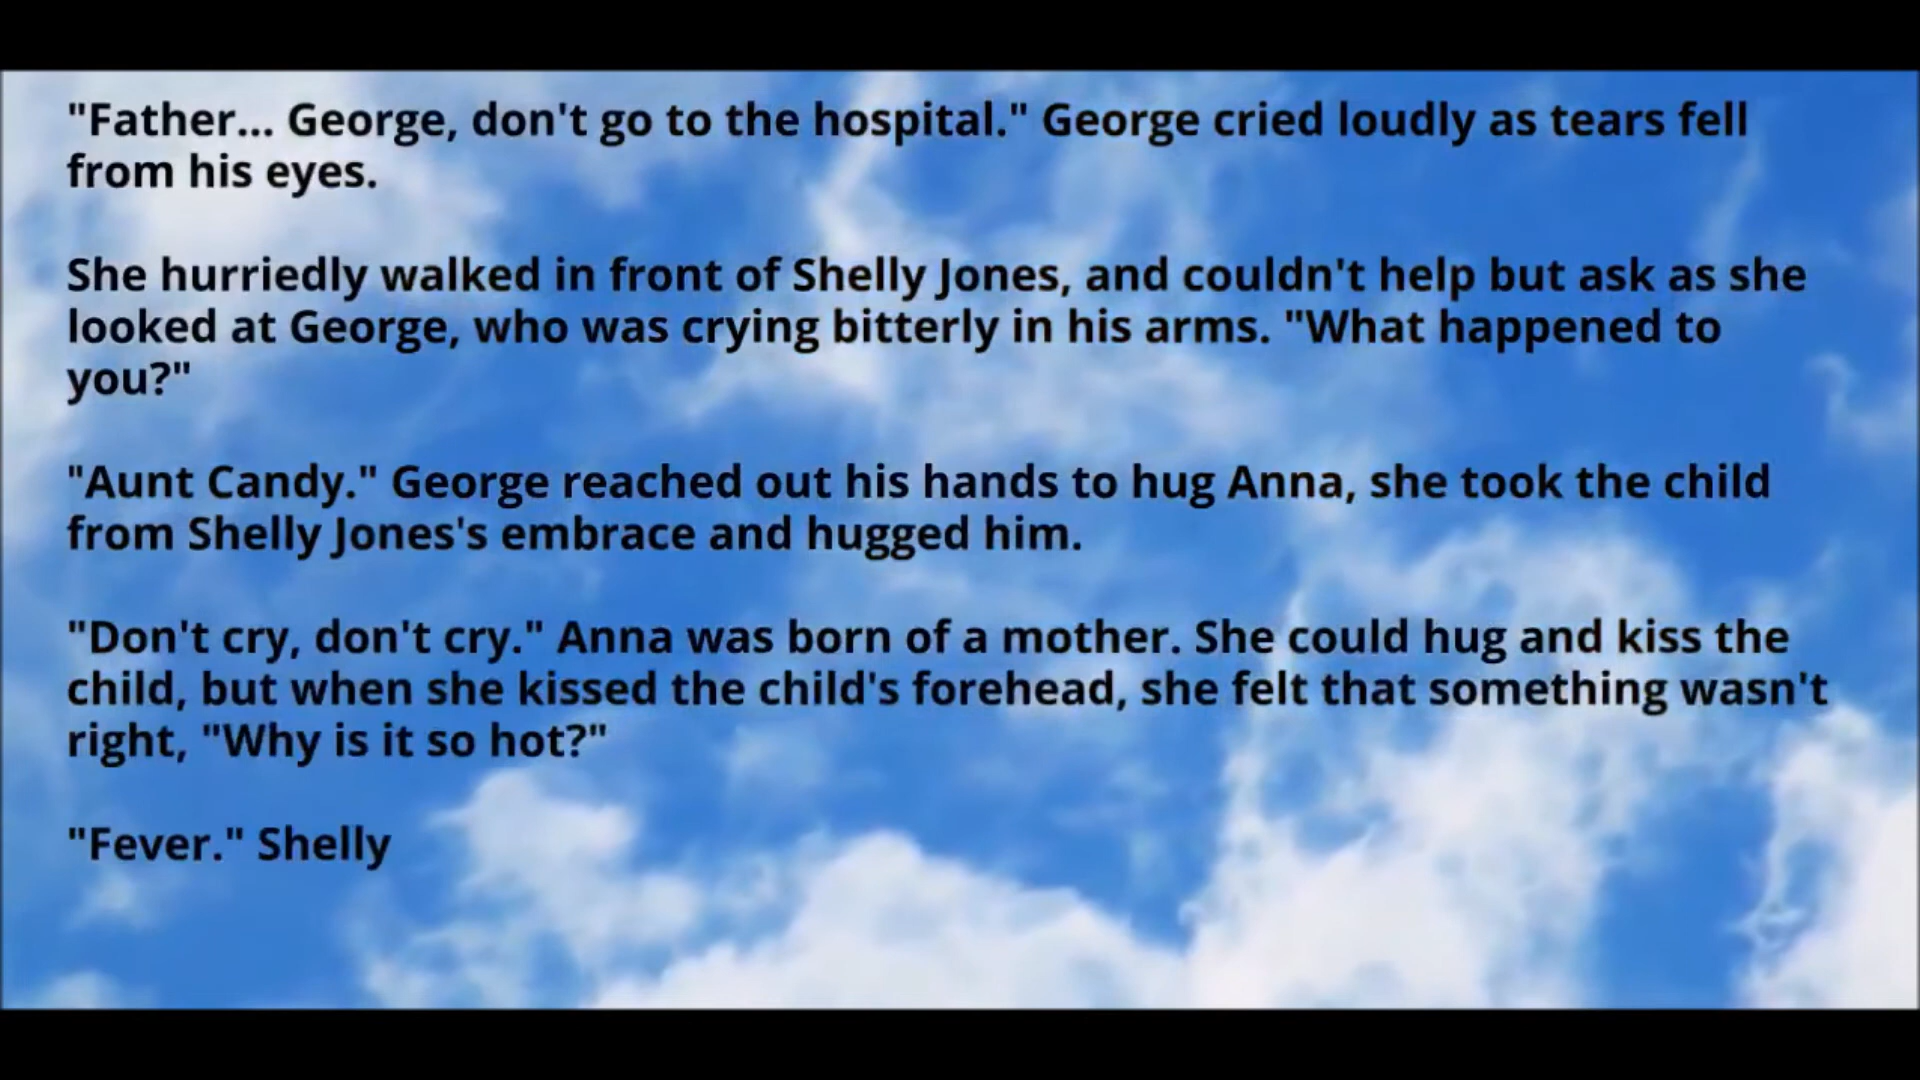 "Father... George, don't go to the hospital." George cried loudly as tears fell
from his eyes.
She hurriedly walked in front of Shelly Jones, and couldn't help but ask as she
looked at George, who was crying bitterly in his arms. "What happened to
you?"
"Aunt Candy." George reached out his hands to hug Anna, she took the child
from Shelly Jones's embrace and hugged him.
"Don't cry, don't cry." Anna was born of a mother. She could hug and kiss the
child, but when she kissed the child's forehead, she felt that something wasn't
right, "Why is it so hot?"
"Fever." Shelly